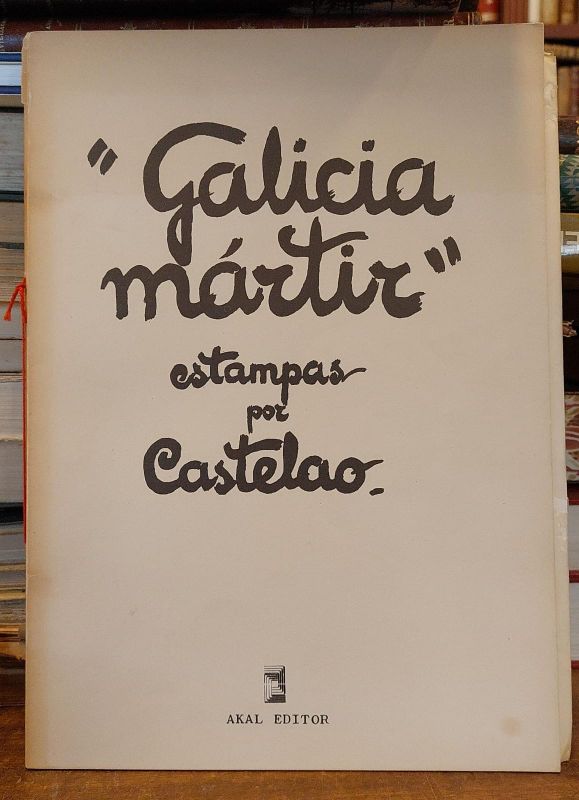 "Galicia
mártir"
estampas
por
Castelao.
AKAL EDITOR